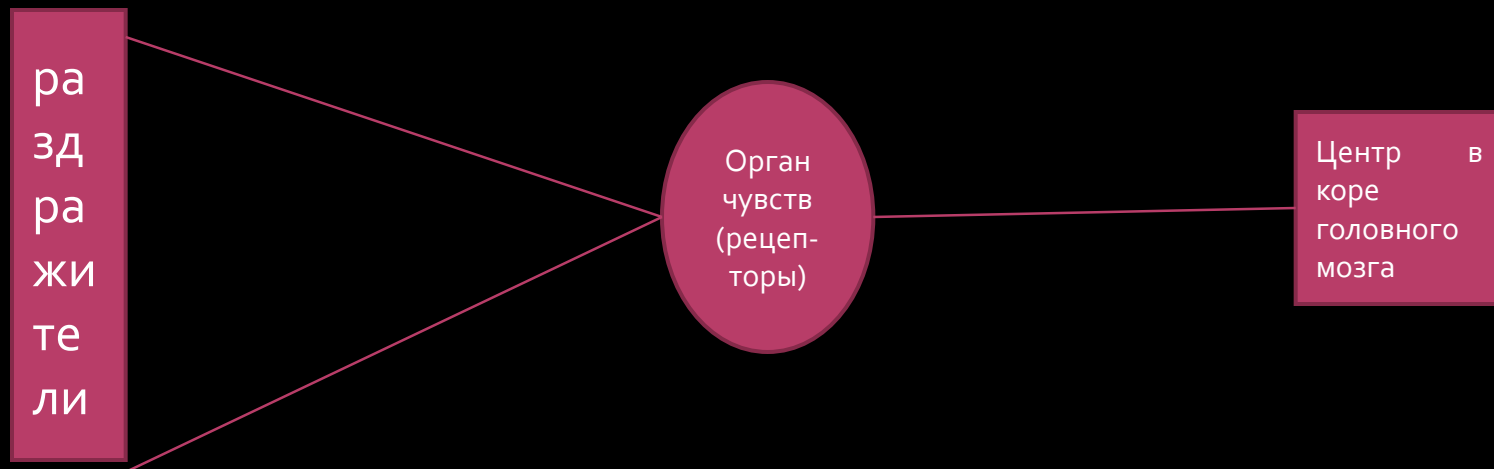 ра
зд
ра
жи
те
ли
Орган
чувств
(рецеп-
торы)
Центр в
коре
головного
мозга